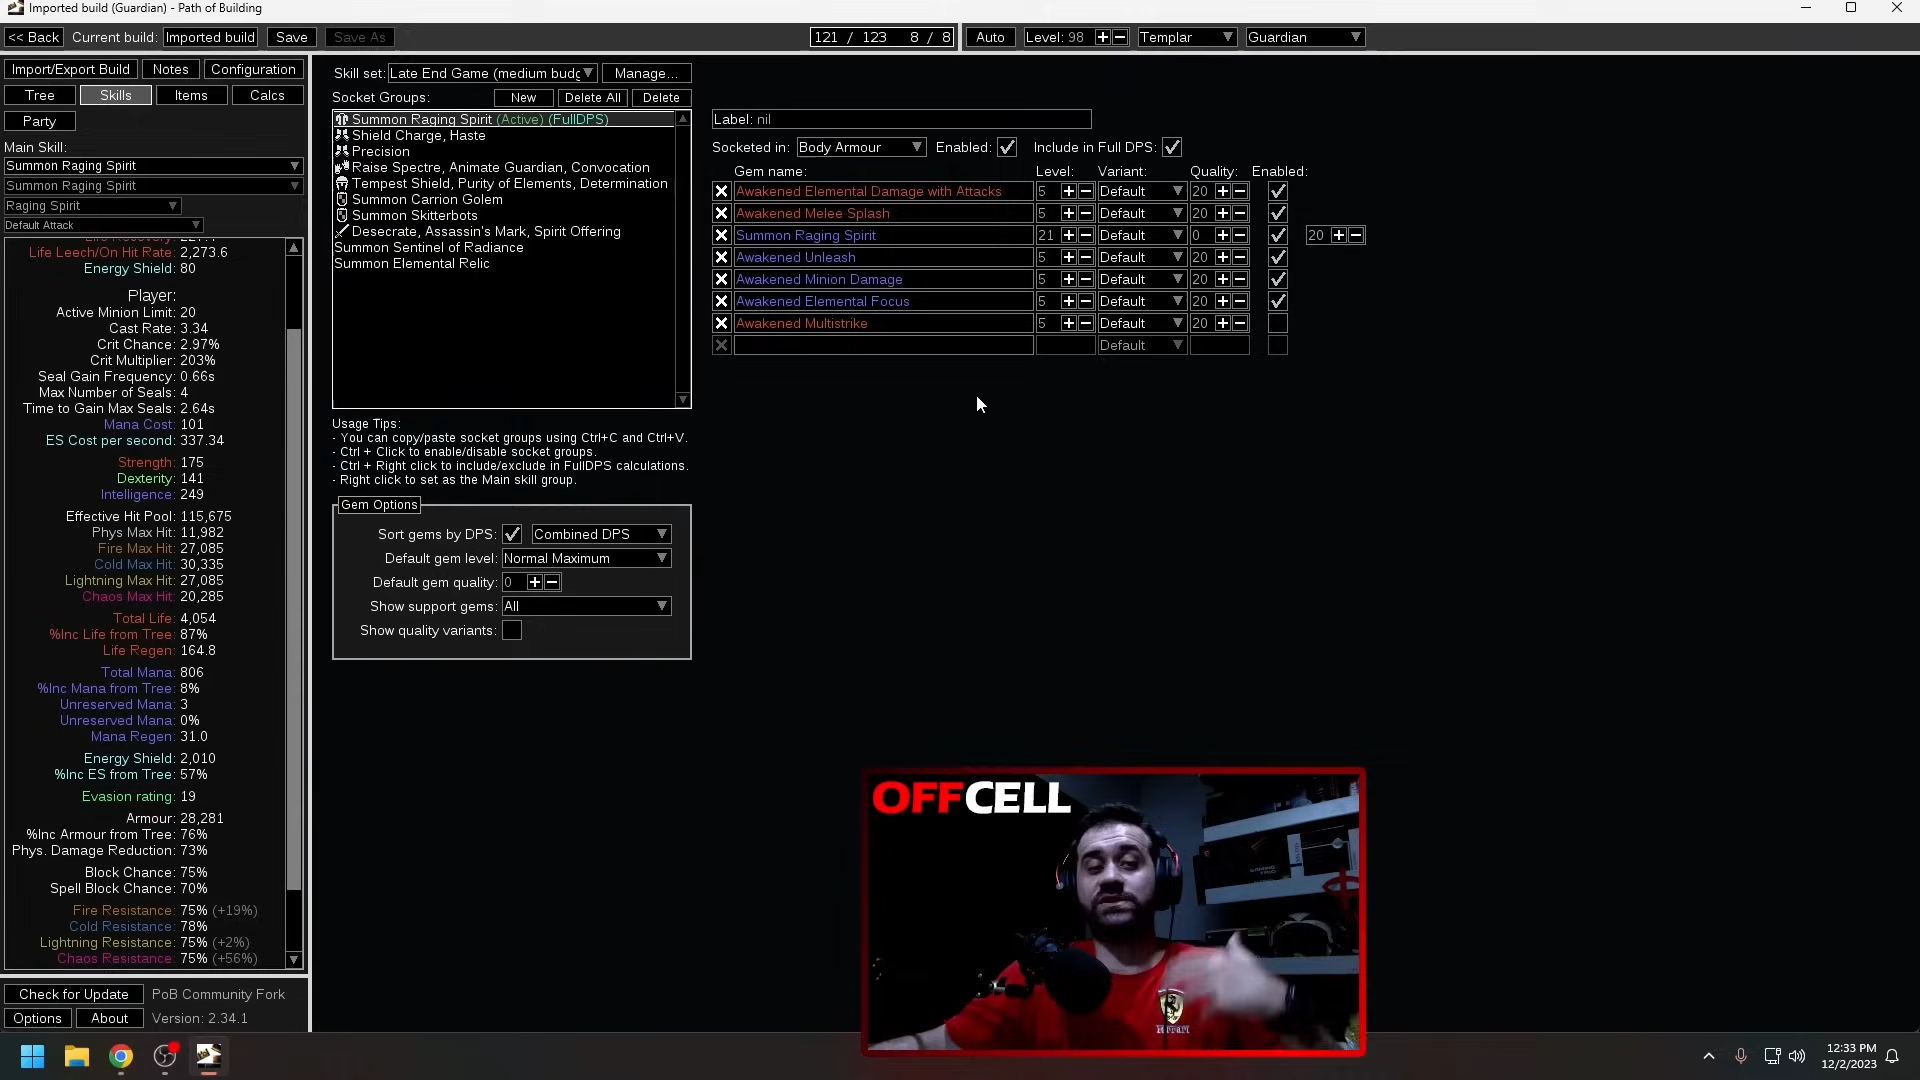 Imported build (Guardian) - Path of Building
<< Back Current build: Imported build Save Save As 121 / 123 8 / 8 Auto Level: 98 Templar Guardian
Import/Export Build Notes Configuration
Tree Skills Items Calcs
Party
Main Skill:
Summon Raging Spirit
Summon Raging Spirit
Raging Spirit
Default Attack
Life Leech/On Hit Rate: 2,273.6
Energy Shield: 80
Player:
Active Minion Limit: 20
Cast Rate: 3.34
Crit Chance: 2.97%
Crit Multiplier: 203%
Seal Gain Frequency: 0.66s
Max Number of Seals: 4
Time to Gain Max Seals: 2.64s
Mana Cost: 101
ES Cost per second: 337.34
Strength: 175
Dexterity: 141
Intelligence: 249
Effective Hit Pool: 115,675
Phys Max Hit: 11,982
Fire Max Hit: 27,085
Cold Max Hit: 30,335
Lightning Max Hit: 27,085
Chaos Max Hit: 20,285
Total Life: 4,054
%Inc Life from Tree: 87%
Life Regen: 164.8
Total Mana: 806
%Inc Mana from Tree: 8%
Unreserved Mana: 3
Unreserved Mana: 0%
Mana Regen: 31.0
Energy Shield: 2,010
%Inc ES from Tree: 57%
Evasion rating: 19
Armour: 28,281
%Inc Armour from Tree: 76%
Phys. Damage Reduction: 73%
Block Chance: 75%
Spell Block Chance: 70%
Fire Resistance: 75% (+19%)
Cold Resistance: 78%
Lightning Resistance: 75% (+2%)
Chaos Resistance: 75% (+56%)
Check for Update PoB Community Fork
Options About Version: 2.34.1
Skill set: Late End Game (medium budg Manage...
Socket Groups: New Delete All Delete
Summon Raging Spirit (Active) (FullDPS)
Shield Charge, Haste
Precision
Raise Spectre, Animate Guardian, Convocation
Tempest Shield, Purity of Elements, Determination
Summon Carrion Golem
Summon Skitterbots
Desecrate, Assassin's Mark, Spirit Offering
Summon Sentinel of Radiance
Summon Elemental Relic
Usage Tips:
- You can copy/paste socket groups using Ctrl+C and Ctrl+V.
- Ctrl + Click to enable/disable socket groups.
- Ctrl + Right click to include/exclude in FullDPS calculations.
- Right click to set as the Main skill group.
Gem Options
Sort gems by DPS: Combined DPS
Default gem level: Normal Maximum
Default gem quality: 0
Show support gems: All
Show quality variants:
Label: nil
Socketed in: Body Armour Enabled: Include in Full DPS:
Gem name: Level: Variant: Quality: Enabled:
Awakened Elemental Damage with Attacks 5 Default 20
Awakened Melee Splash 5 Default 20
Summon Raging Spirit 21 Default 0 20
Awakened Unleash 5 Default 20
Awakened Minion Damage 5 Default 20
Awakened Elemental Focus 5 Default 20
Awakened Multistrike 5 Default 20
Default
OFFCELL
Ferrari
12:33 PM
12/2/2023